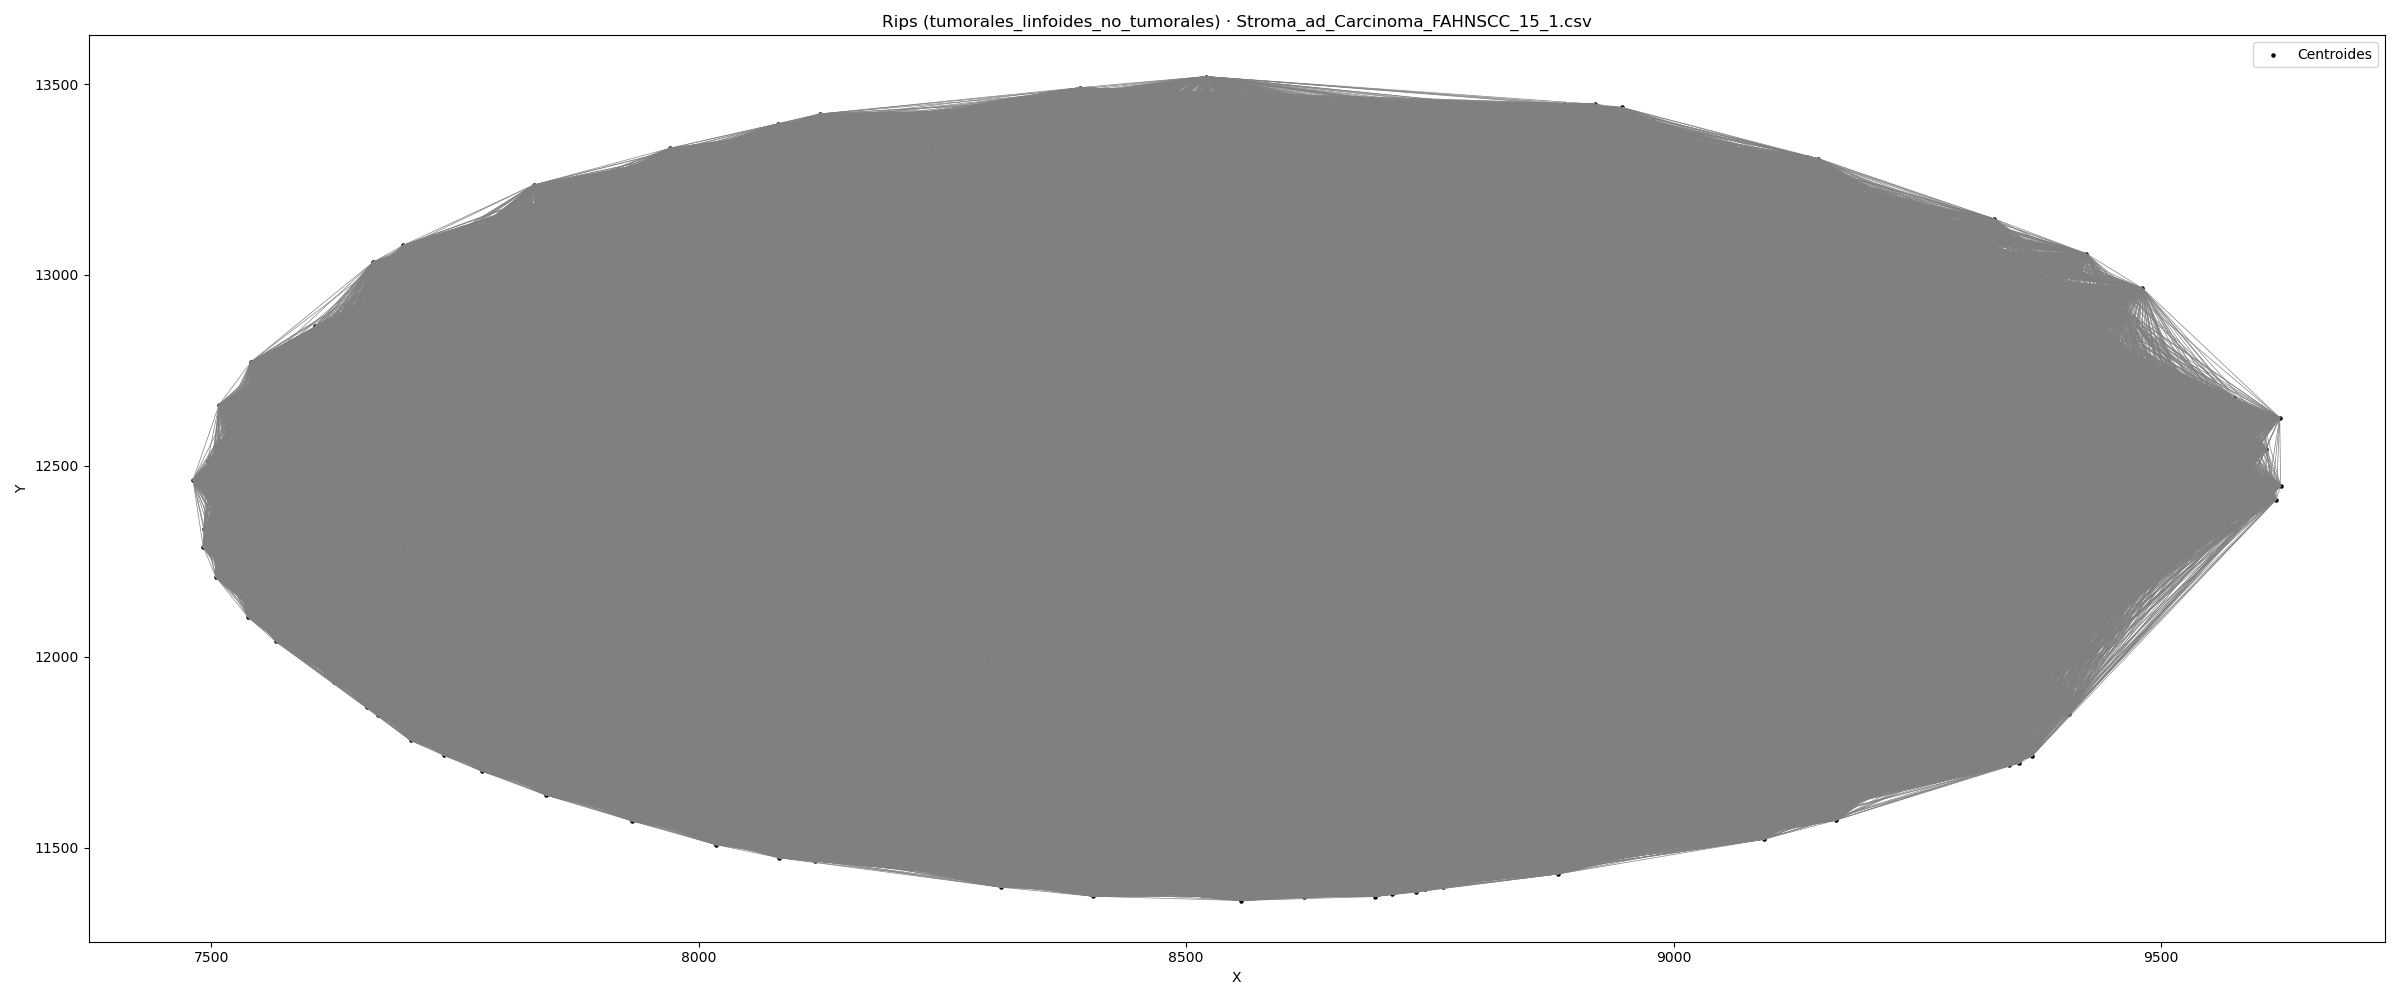 Rips (tumorales_linfoides_no_tumorales) · Stroma_ad_Carcinoma_FAHNSCC_15_1.csv
Centroides
13500
13000
12500
Y
12000
11500
7500 8000 8500 9000 9500
X